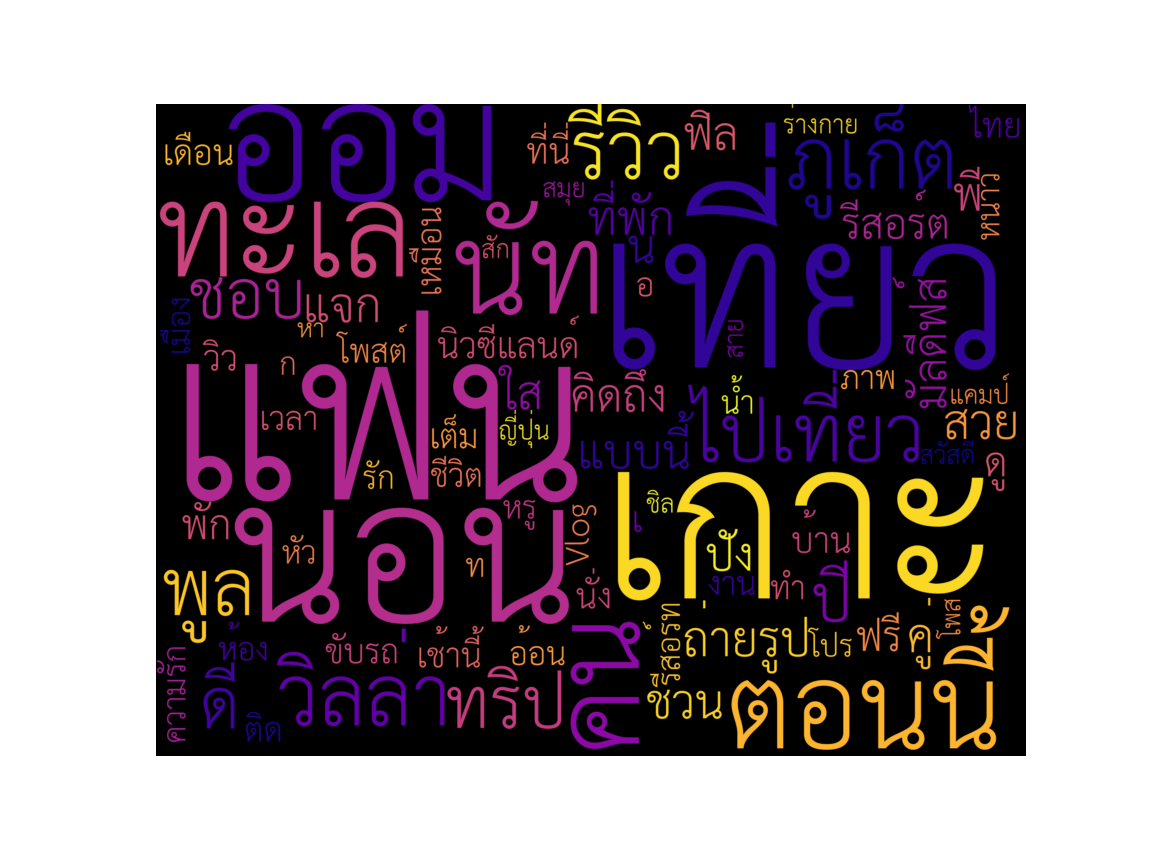 ออม
รีวิว
ฟิล
ร่างกาย
ไทย
เดือน
ที่นี่
ภูเก็ต
สมุย
ที่พัก
รีสอร์ต
พี่
หนาว
ทะเล
เหมือน
นัท
สัก
น
เที่ยว
อ
ชอบ
แจก
มัลดีฟส์
เมือง
หา
โพสต์
นิวซีแลนด์
สาย
วิว
ก
แฟน
ใส
คิดถึง
น้ำ
ภาพ
แคมป์
เวลา
เต็ม
ญี่ปุ่น
ไปเที่ยว
สวย
แบบนี้
สวัสดี
รัก
ชีวิต
ดู
เกาะ
พัก
นอน
หรู
Vlog
ชิล
เ
ปัง
บ้าน
หัว
ท
พูล
นั่ง
งาน
ทำ
ปี
ห้อง
ขับรถ
เช้านี้
อ้อน
คน
รีสอร์ท
ถ่ายรูป
โปร
ฟรี
คู่
โพส
ความรัก
ดี
ติด
วิลล่า
ทริป
ชวน
ตอนนี้